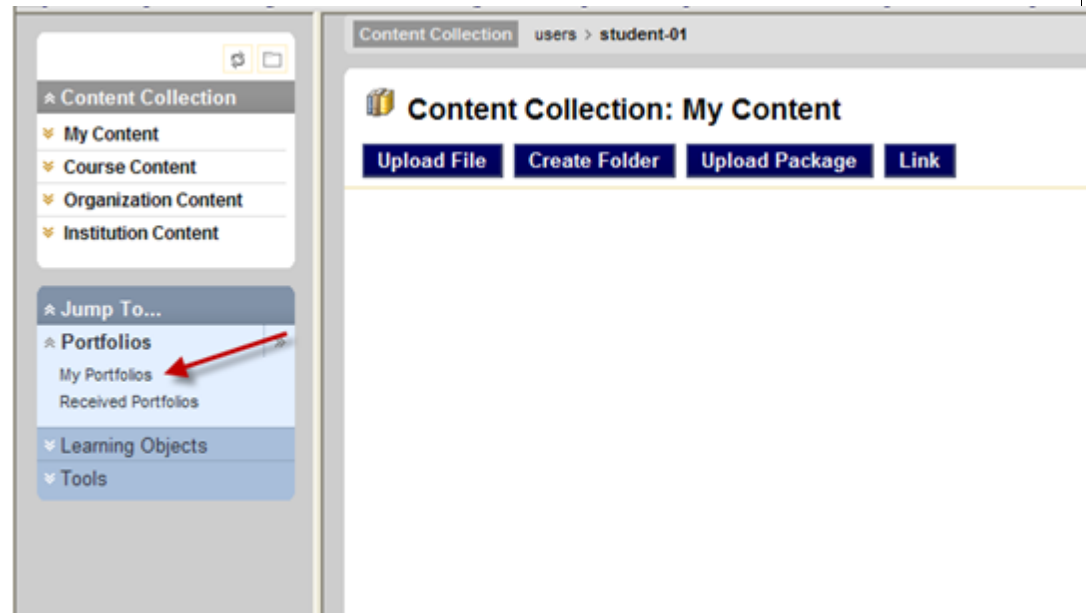 Content Collection users > student-01
Content Collection
My Content
Course Content
Organization Content
Institution Content
Jump To...
Portfolios
My Portfolios
Received Portfolios
Learning Objects
Tools
Content Collection: My Content
Upload File Create Folder Upload Package Link